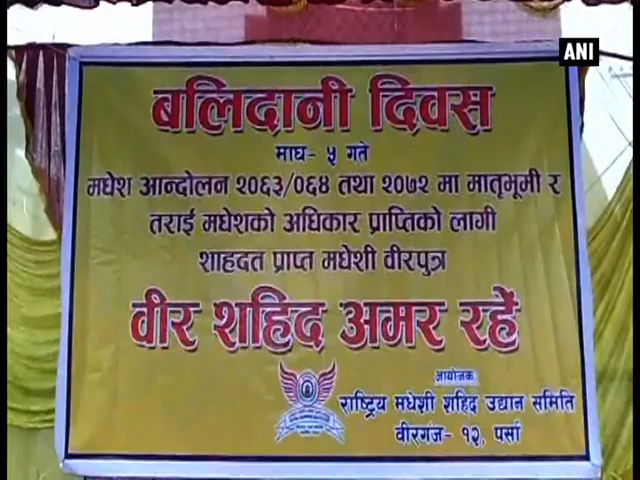 ANI
बलिदानी दिवस
माघ- ५ गते
मधेश आन्दोलन २०६३/०६४ तथा २०७२ मा मातृभूमी र
तराई मधेशको अधिकार प्राप्तिको लागी
शाहदत प्राप्त मधेशी वीरपुत्र
वीर शहिद अमर रहें
आयोजक
राष्ट्रिय मधेशी शहिद उद्यान समिति
वीरगंज- १२, पर्सा